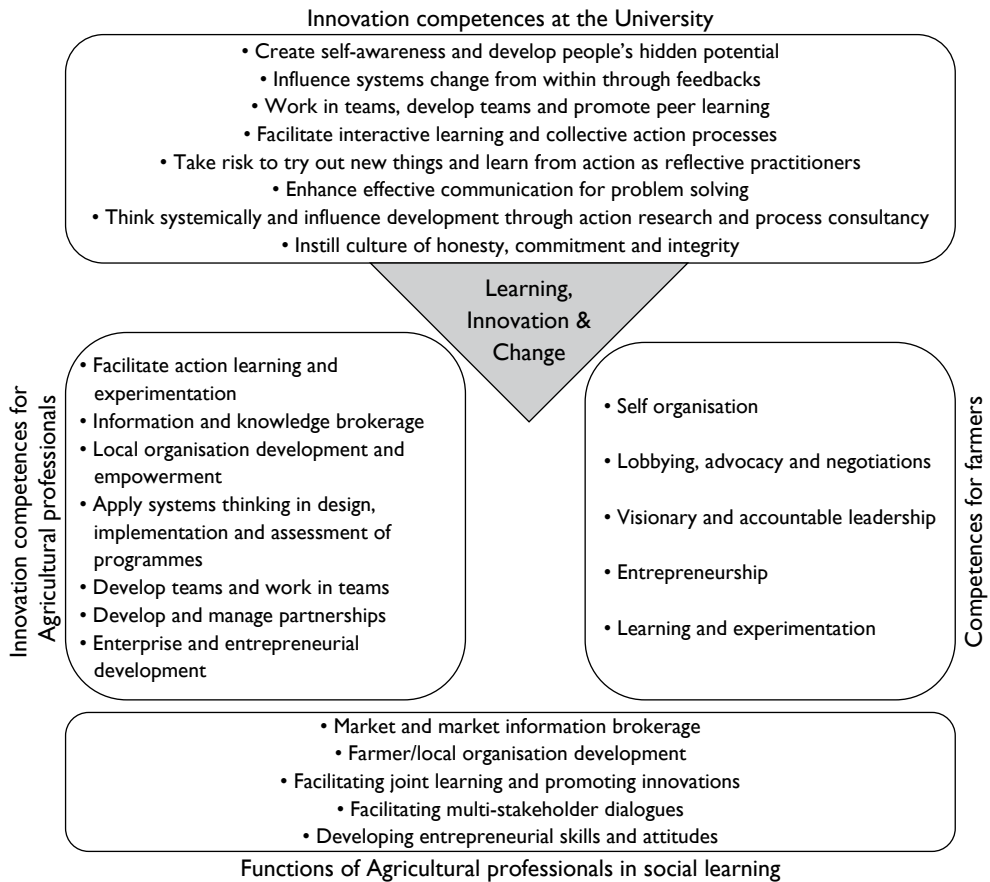 Innovation competences at the University
• Create self-awareness and develop people's hidden potential
• Influence systems change from within through feedbacks
• Work in teams, develop teams and promote peer learning
• Facilitate interactive learning and collective action processes
• Take risk to try out new things and learn from action as reflective practitioners
• Enhance effective communication for problem solving
• Think systemically and influence development through action research and process consultancy
• Instill culture of honesty, commitment and integrity
Learning,
Innovation &
Change
Innovation competences for
Agricultural professionals
• Facilitate action learning and
experimentation
• Information and knowledge brokerage
• Local organisation development and
empowerment
• Apply systems thinking in design,
implementation and assessment of
programmes
• Develop teams and work in teams
• Develop and manage partnerships
• Enterprise and entrepreneurial
development
• Self organisation
• Lobbying, advocacy and negotiations
• Visionary and accountable leadership
• Entrepreneurship
• Learning and experimentation
Competences for farmers
• Market and market information brokerage
• Farmer/local organisation development
• Facilitating joint learning and promoting innovations
• Facilitating multi-stakeholder dialogues
• Developing entrepreneurial skills and attitudes
Functions of Agricultural professionals in social learning